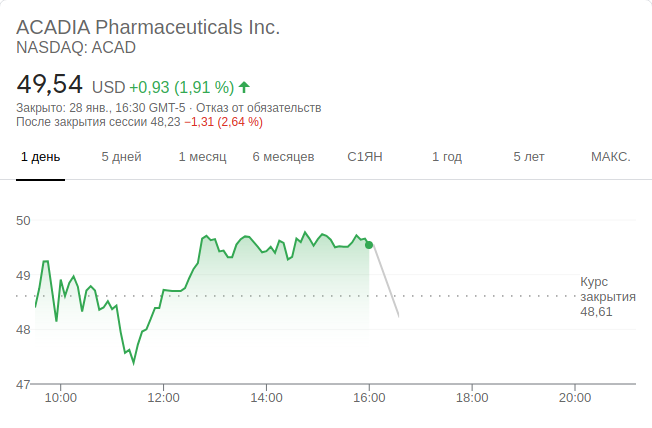 ACADIA Pharmaceuticals Inc.
NASDAQ: ACAD
49,54 USD +0,93 (1,91 %)
Закрыто: 28 янв., 16:30 GMT-5 · Отказ от обязательств
После закрытия сессии 48,23 −1,31 (2,64 %)
1 день 5 дней 1 месяц 6 месяцев С1ЯН 1 год 5 лет МАКС.
50
49
Курс
закрытия
48,61
48
47
10:00 12:00 14:00 16:00 18:00 20:00